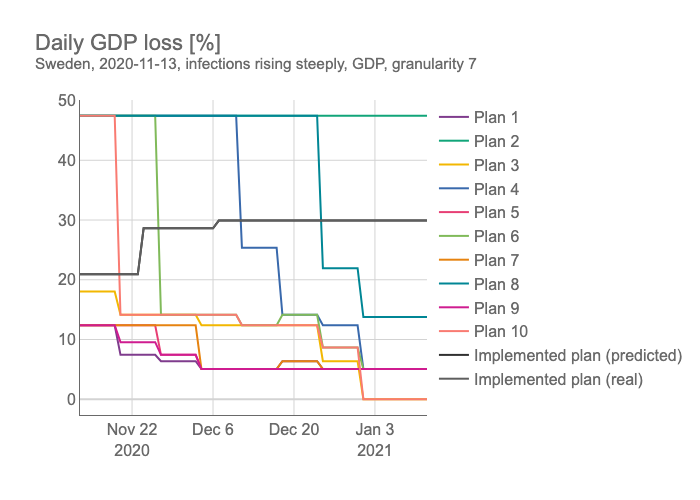 Daily GDP loss [%]
Sweden, 2020-11-13, infections rising steeply, GDP, granularity 7
50
40
30
20
10
0
Nov 22
2020
Dec 6
Dec 20
Jan 3
2021
Plan 1
Plan 2
Plan 3
Plan 4
Plan 5
Plan 6
Plan 7
Plan 8
Plan 9
Plan 10
Implemented plan (predicted)
Implemented plan (real)